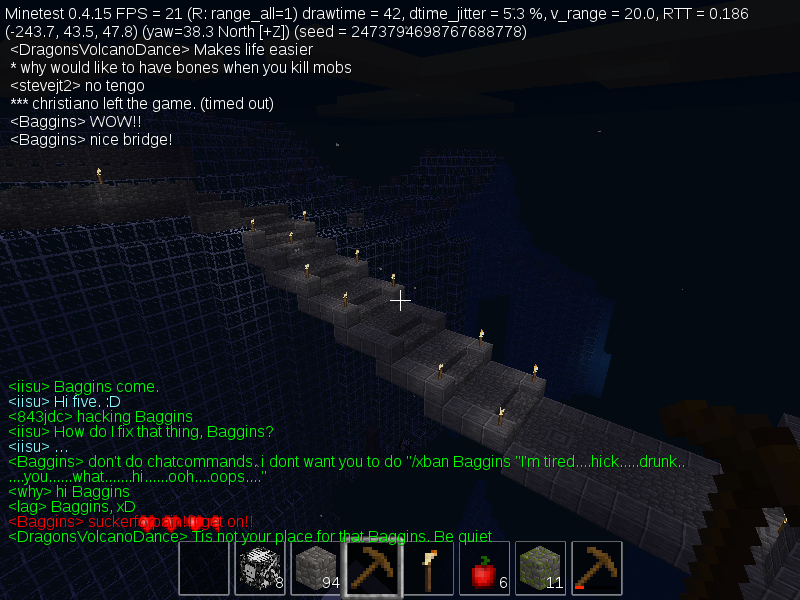 Minetest 0.4.15 FPS = 21 (R: range_all=1) drawtime = 42, dtime_jitter = 5.3 %, v_range = 20.0, RTT = 0.186
(-243.7, 43.5, 47.8) (yaw=38.3 North [+Z]) (seed = 2473794698767688778)
<DragonsVolcanoDance> Makes life easier
* why would like to have bones when you kill mobs
<stevejt2> no tengo
*** christiano left the game. (timed out)
<Baggins> WOW!!
<Baggins> nice bridge!
<iisu> Baggins come.
<iisu> Hi five. :D
<843jdc> hacking Baggins
<iisu> How do I fix that thing, Baggins?
<iisu> ...
<Baggins> don't do chatcommands..i dont want you to do "/xban Baggins "I'm tired....hick.....drunk..
....you......what.......hi......ooh....oops...."
<why> hi Baggins
<lag> Baggins, xD
<Baggins> get on!!
<DragonsVolcanoDance> Tis not your place for that Baggins. Be quiet
8 94 6 11